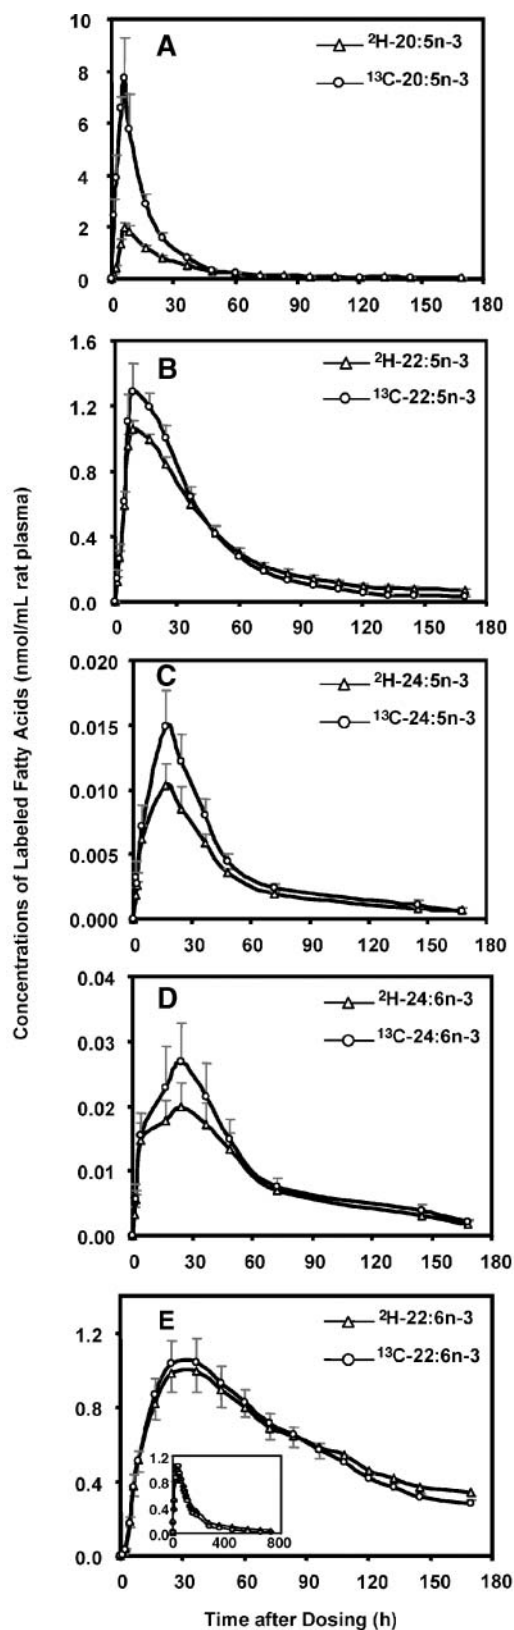 Concentrations of Labeled Fatty Acids (nmol/mL rat plasma)
A
²H-20:5n-3
¹³C-20:5n-3
10
8
6
4
2
0
0 30 60 90 120 150 180
B
²H-22:5n-3
¹³C-22:5n-3
1.6
1.2
0.8
0.4
0.0
0 30 60 90 120 150 180
C
²H-24:5n-3
¹³C-24:5n-3
0.020
0.015
0.010
0.005
0.000
0 30 60 90 120 150 180
D
²H-24:6n-3
¹³C-24:6n-3
0.04
0.03
0.02
0.01
0.00
0 30 60 90 120 150 180
E
²H-22:6n-3
¹³C-22:6n-3
1.2
0.8
0.4
0.0
1.2
0.8
0.4
0.0
0 400 800
0 30 60 90 120 150 180
Time after Dosing (h)